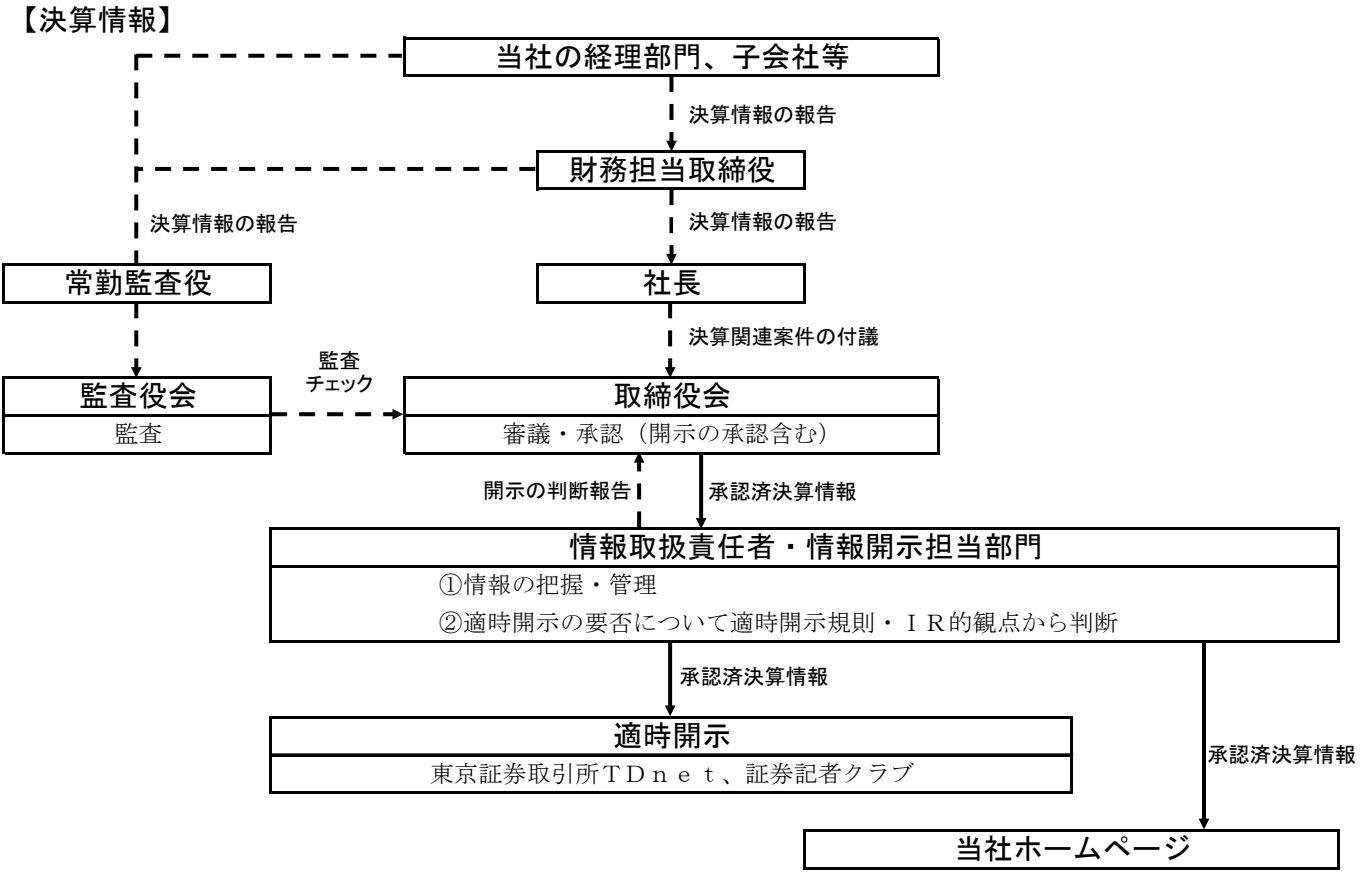 【決算情報】
当社の経理部門、子会社等
決算情報の報告
財務担当取締役
決算情報の報告
決算情報の報告
常勤監査役
社長
決算関連案件の付議
監査
チェック
監査役会
監査
取締役会
審議・承認（開示の承認含む）
開示の判断報告
承認済決算情報
情報取扱責任者・情報開示担当部門
①情報の把握・管理
②適時開示の要否について適時開示規則・ＩＲ的観点から判断
承認済決算情報
適時開示
東京証券取引所ＴＤｎｅｔ、証券記者クラブ
承認済決算情報
当社ホームページ